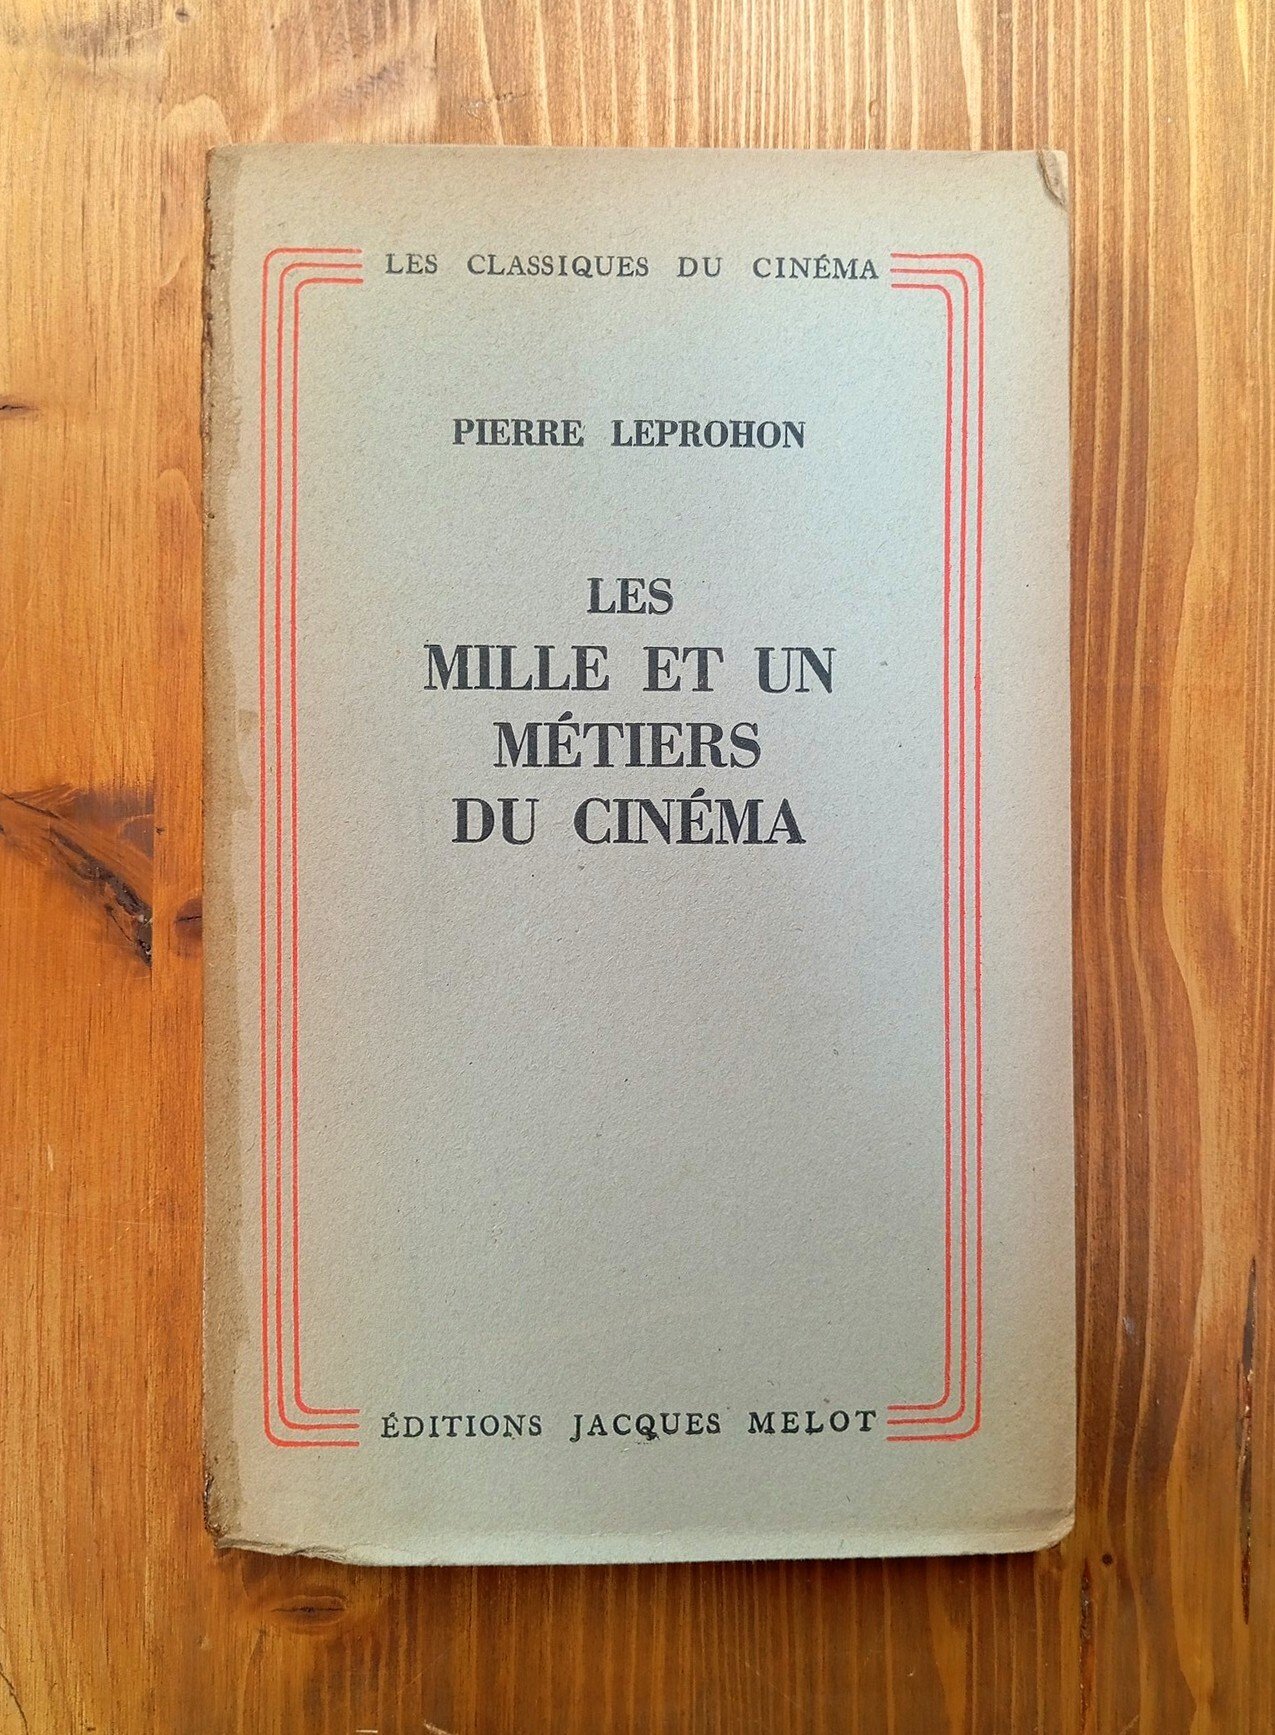 LES CLASSIQUES DU CINÉMA
PIERRE LEPROHON
LES
MILLE ET UN
MÉTIERS
DU CINÉMA
ÉDITIONS JACQUES MELOT